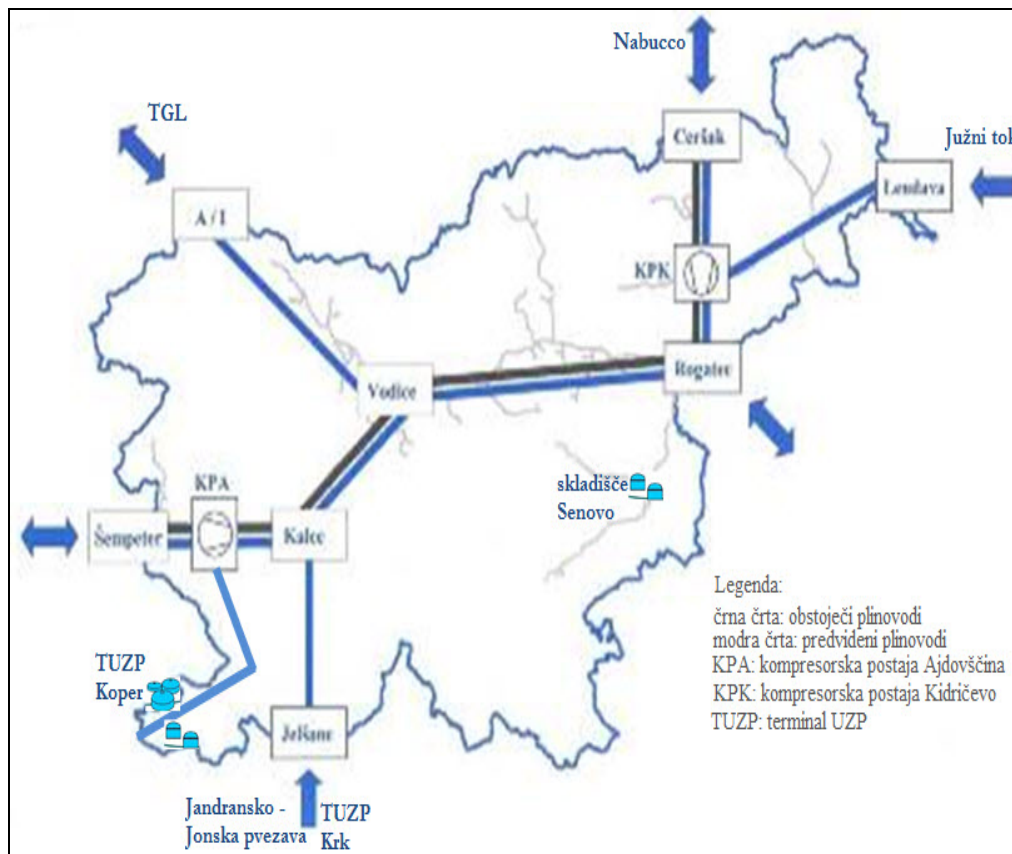 Nabucco
TGL
Ceršak
Južni tok
Lendava
A / I
KPK
Rogatec
Vodice
skladišče
Senovo
KPA
Šempeter
Kalce
Legenda:
črna črta: obstoječi plinovodi
modra črta: predvideni plinovodi
KPA: kompresorska postaja Ajdovščina
KPK: kompresorska postaja Kidričevo
TUZP: terminal UZP
TUZP
Koper
Jelšane
Jandransko -
Jonska pvezava
TUZP
Krk